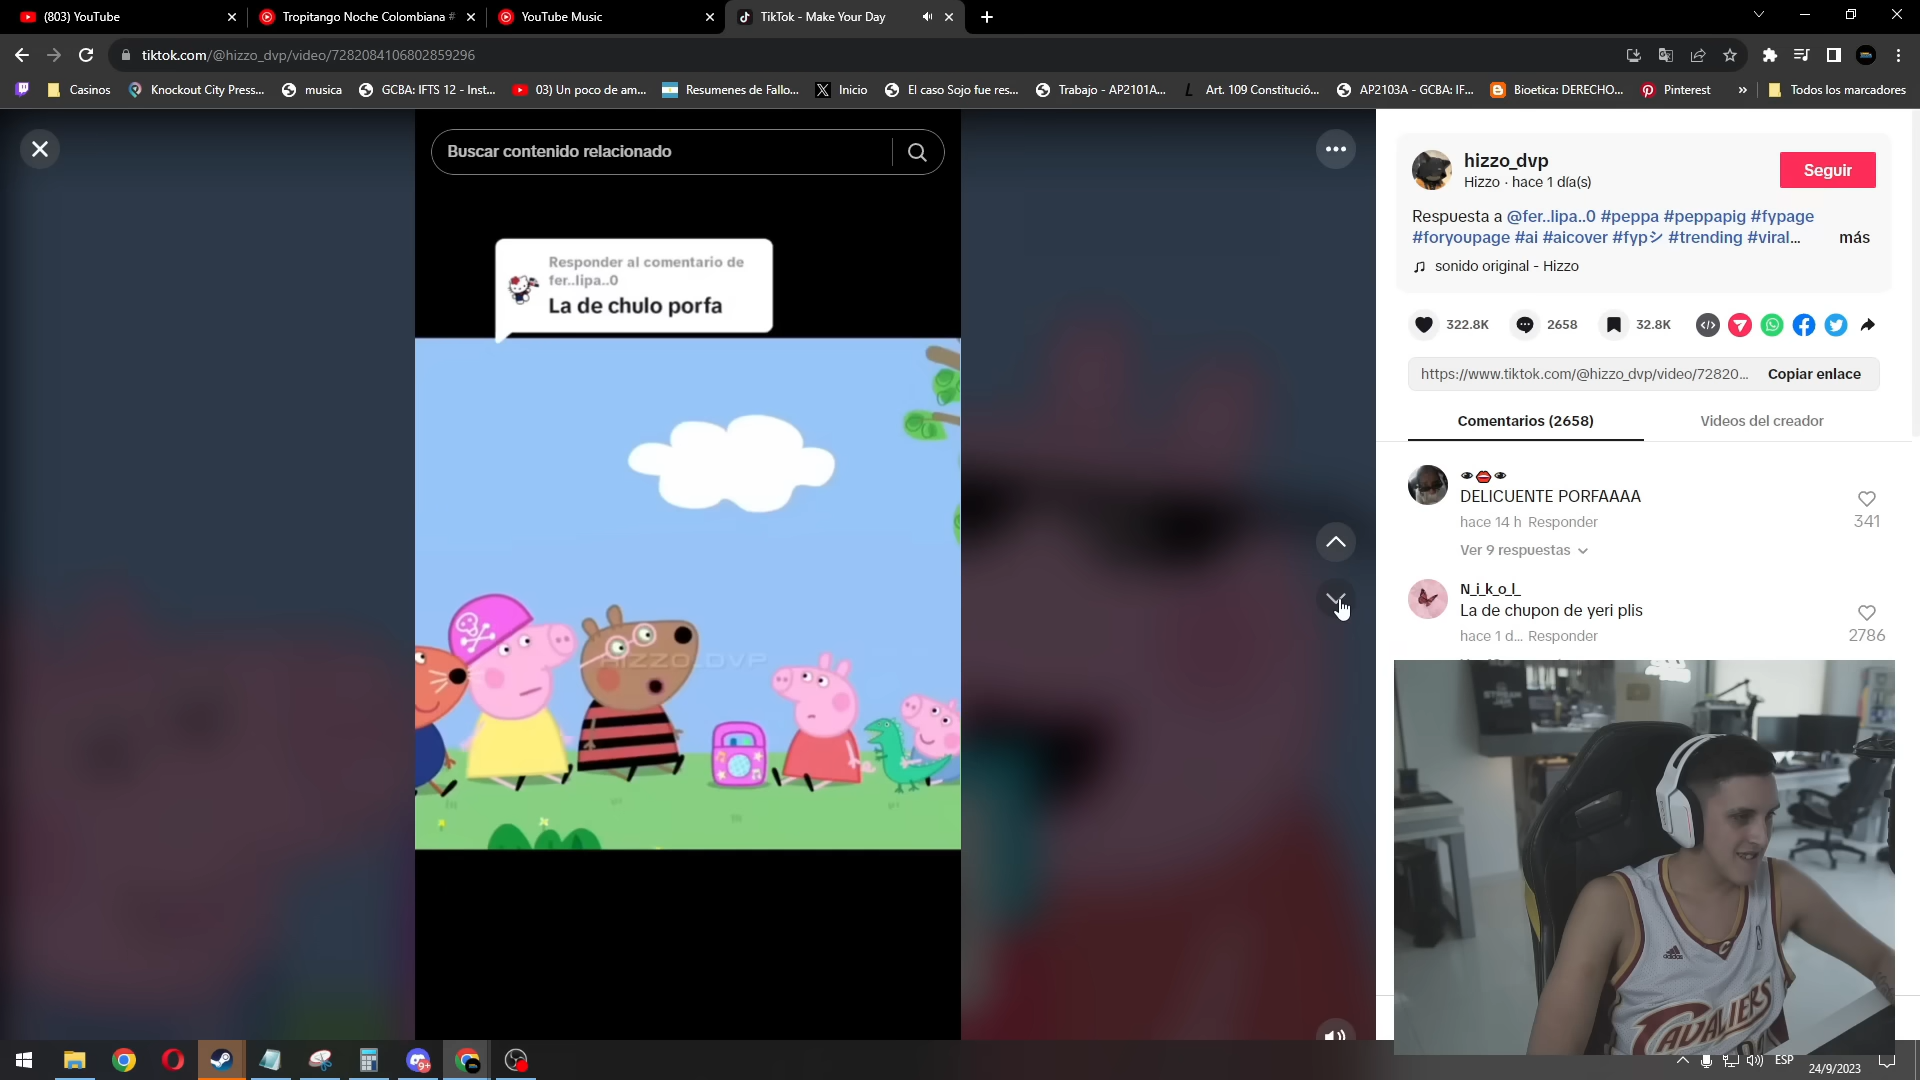 (803) YouTube
Tropitango Noche Colombiana #
YouTube Music
TikTok - Make Your Day
tiktok.com/@hizzo_dvp/video/7282084106802859296
Casinos
Knockout City Press...
musica
GCBA: IFTS 12 - Inst...
03) Un poco de am...
Resumenes de Fallo...
Inicio
El caso Sojo fue res...
Trabajo - AP2101A...
Art. 109 Constitució...
AP2103A - GCBA: IF...
Bioetica: DERECHO...
Pinterest
»
Todos los marcadores
Buscar contenido relacionado
Responder al comentario de
fer..lipa..0
La de chulo porfa
HIZZO_DVP
hizzo_dvp
Hizzo · hace 1 día(s)
Seguir
Respuesta a @fer..lipa..0 #peppa #peppapig #fypage
#foryoupage #ai #aicover #fypシ #trending #viral...
más
sonido original - Hizzo
322.8K
2658
32.8K
https://www.tiktok.com/@hizzo_dvp/video/72820...
Copiar enlace
Comentarios (2658)
Videos del creador
DELICUENTE PORFAAAA
hace 14 h Responder
341
Ver 9 respuestas
N_i_k_o_l_
La de chupon de yeri plis
hace 1 d... Responder
2786
adidas
CAVALIERS
9+
ESP
24/9/2023